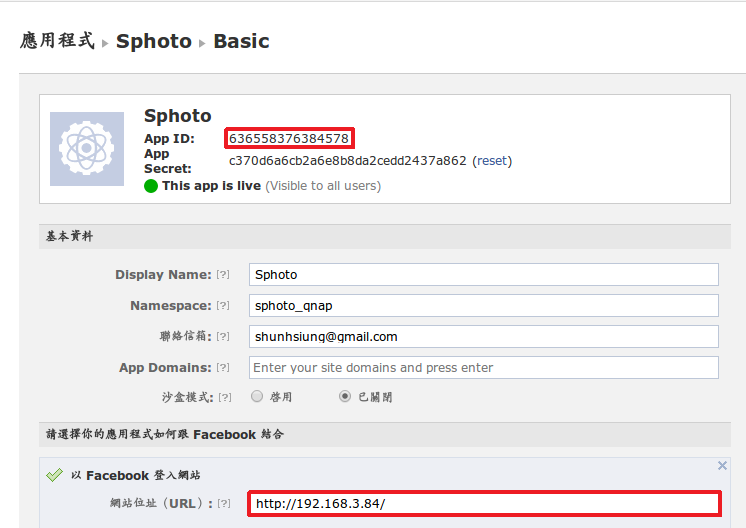 應用程式 ▸ Sphoto ▸ Basic
Sphoto
App ID: 636558376384578
App Secret: c370d6a6cb2a6e8b8da2cedd2437a862 (reset)
This app is live (Visible to all users)
基本資料
Display Name: [?] Sphoto
Namespace: [?] sphoto_qnap
聯絡信箱: [?] shunhsiung@gmail.com
App Domains: [?] Enter your site domains and press enter
沙盒模式: [?] 啓用 已關閉
請選擇你的應用程式如何跟 Facebook 結合
以 Facebook 登入網站
網站位址（URL）: [?] http://192.168.3.84/